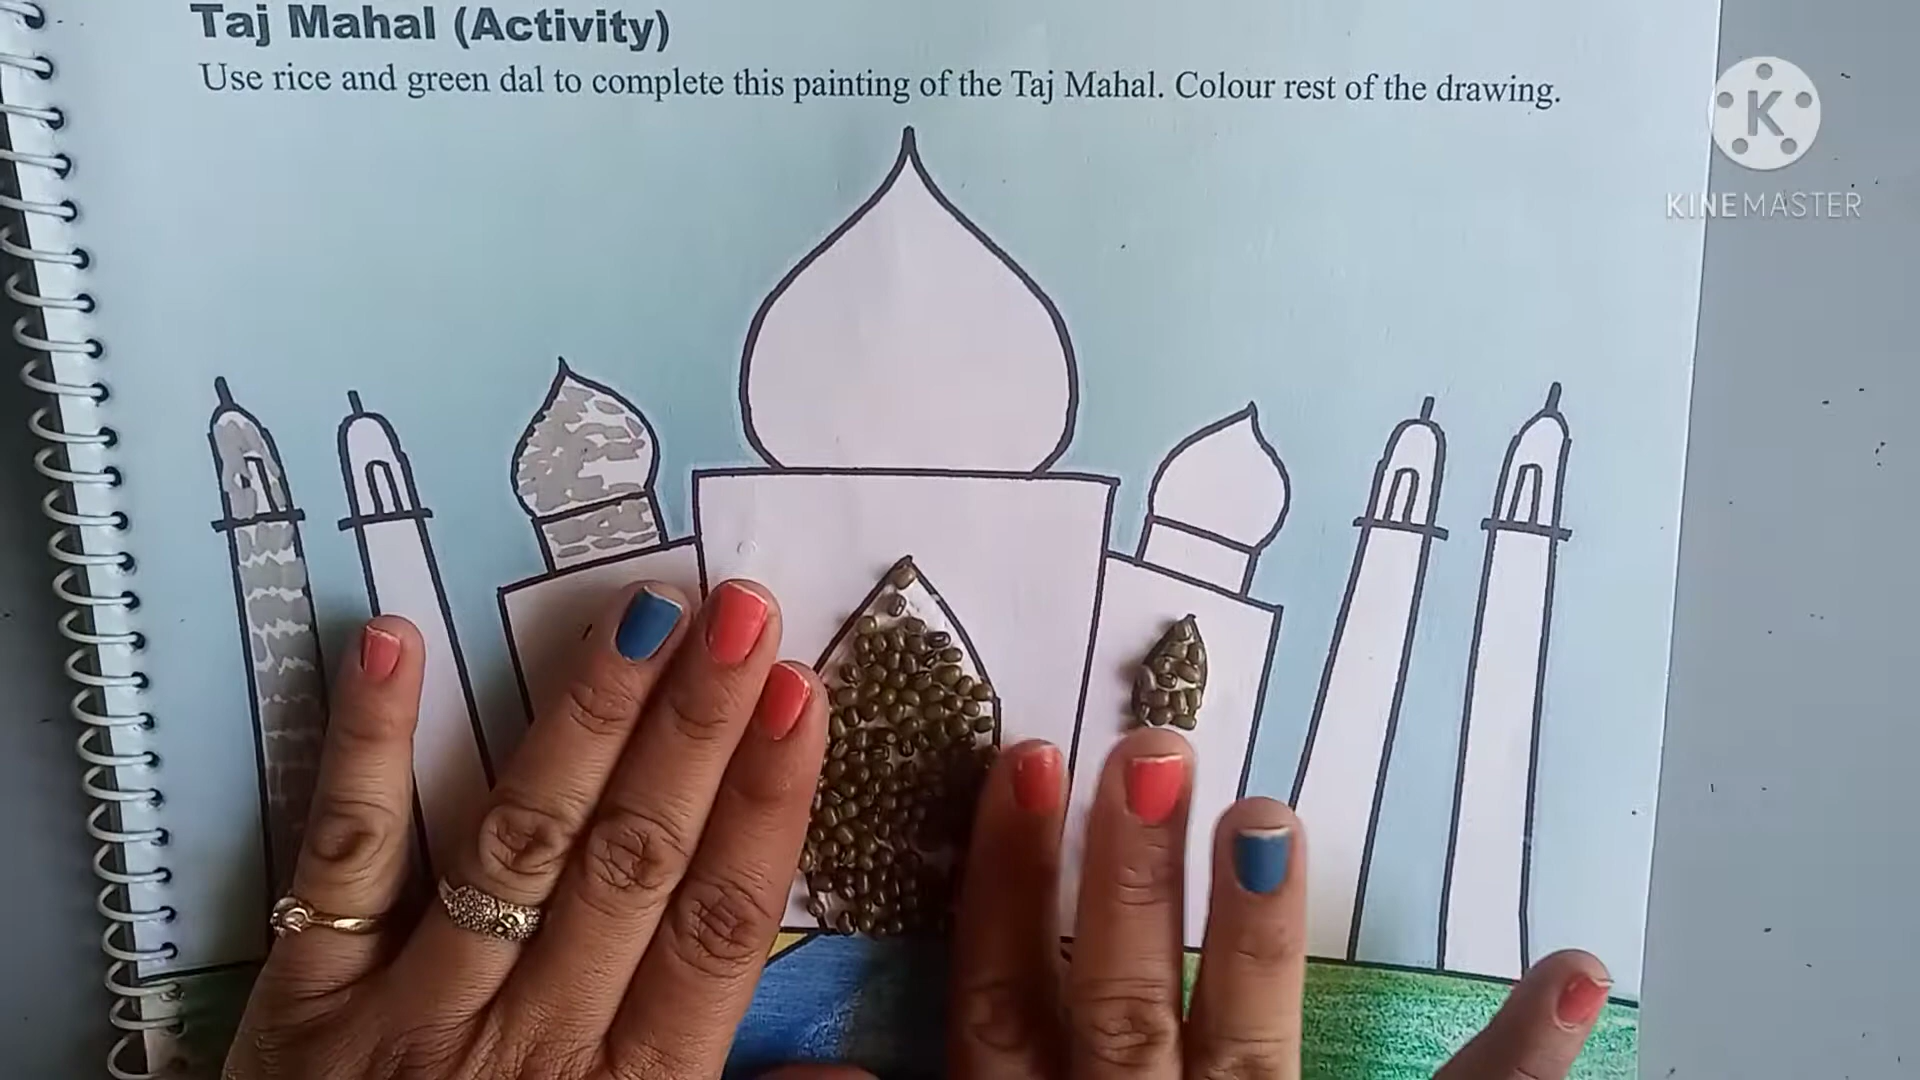 Taj Mahal (Activity)
Use rice and green dal to complete this painting of the Taj Mahal. Colour rest of the drawing.
K
KINEMASTER